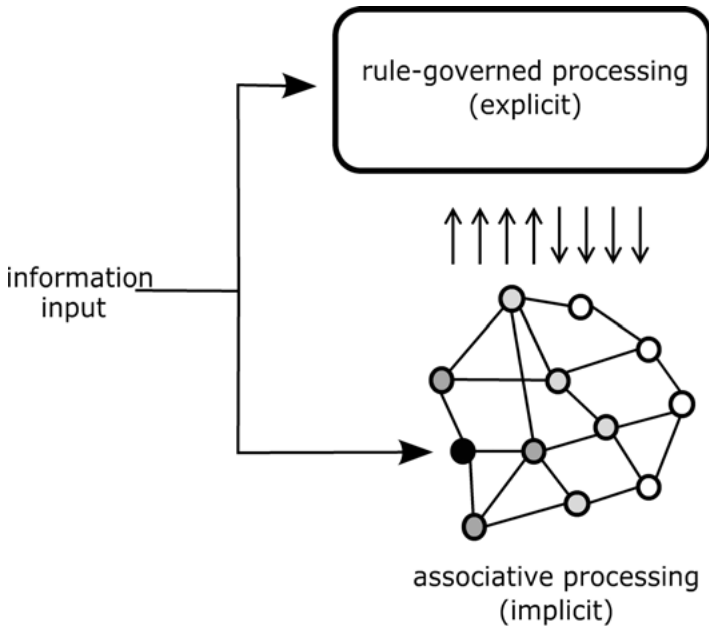 rule-governed processing
(explicit)
information
input
associative processing
(implicit)